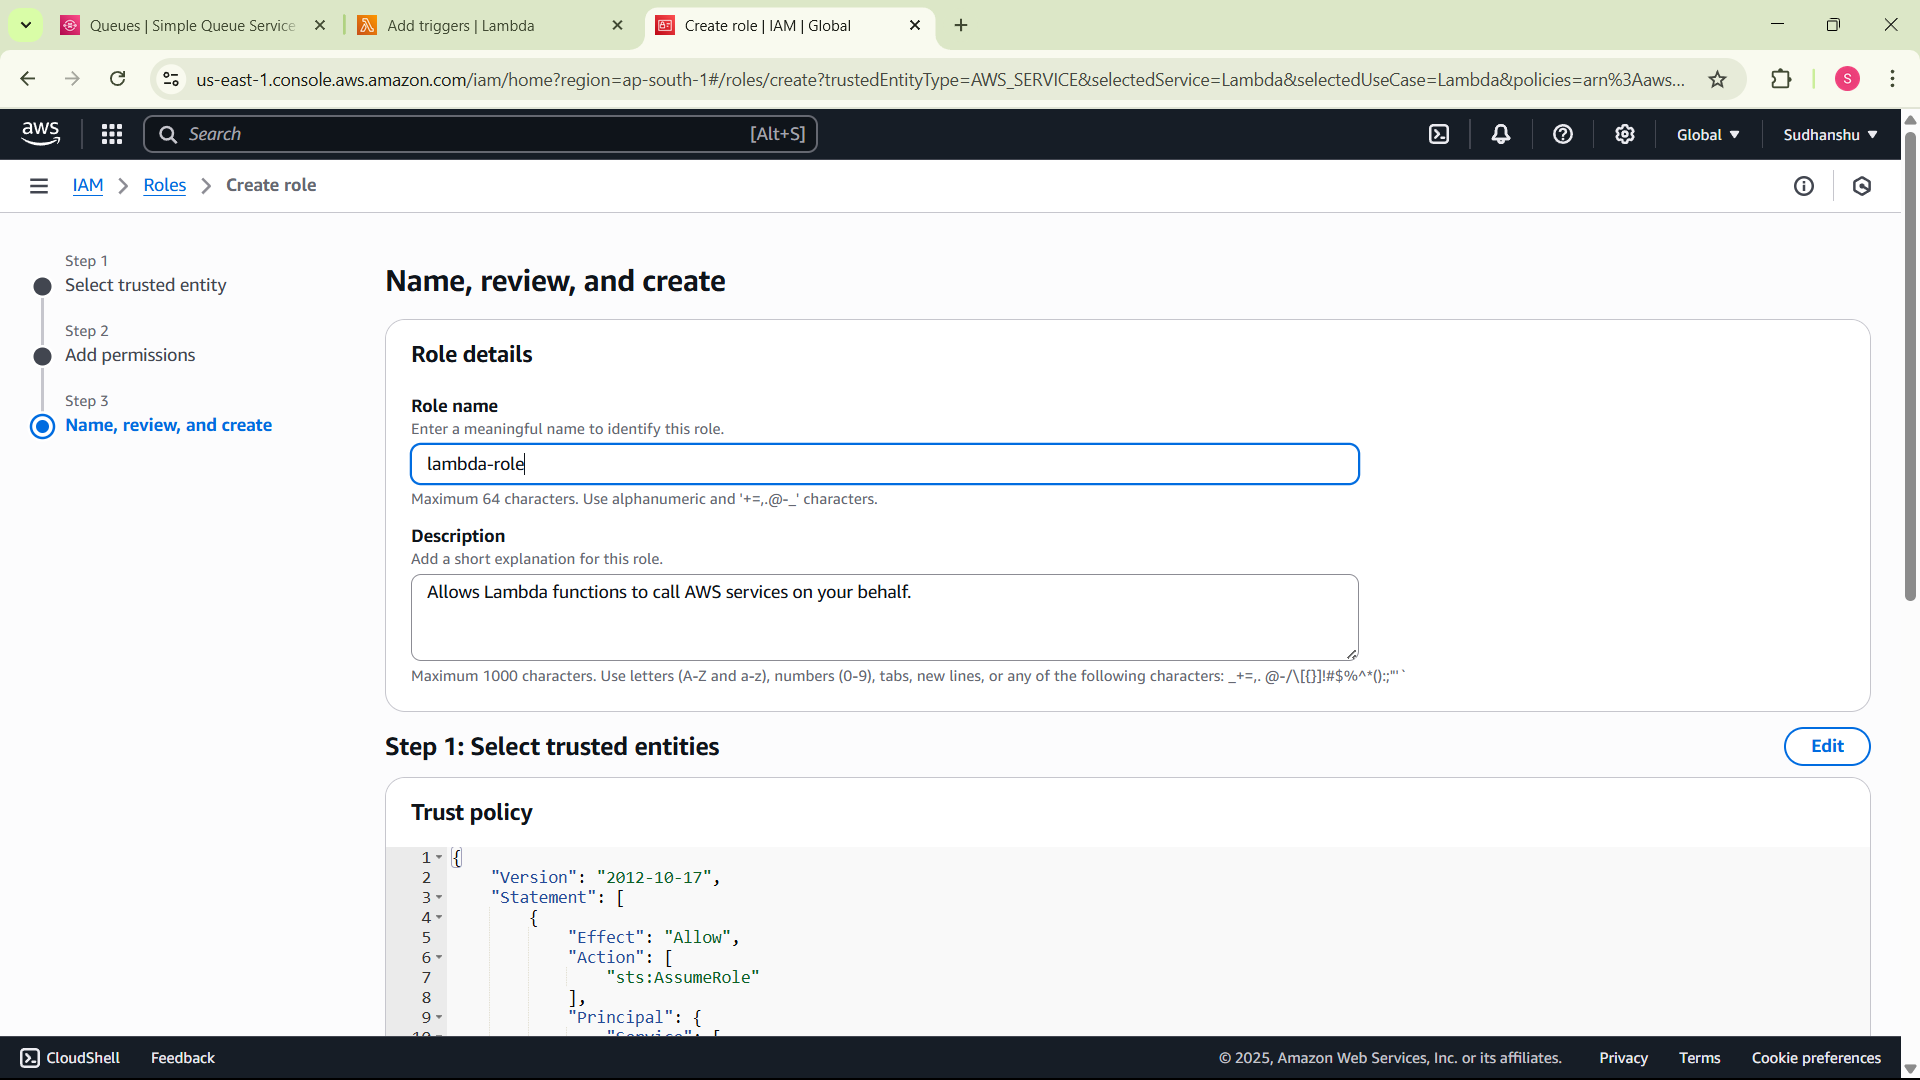 Queues | Simple Queue Service
Add triggers | Lambda
Create role | IAM | Global
us-east-1.console.aws.amazon.com/iam/home?region=ap-south-1#/roles/create?trustedEntityType=AWS_SERVICE&selectedService=Lambda&selectedUseCase=Lambda&policies=arn%3Aaws...
S
aws
Search
[Alt+S]
Global
Sudhanshu
IAM
Roles
Create role
Step 1
Select trusted entity
Step 2
Add permissions
Step 3
Name, review, and create
Name, review, and create
Role details
Role name
Enter a meaningful name to identify this role.
lambda-role
Maximum 64 characters. Use alphanumeric and '+=,.@-_' characters.
Description
Add a short explanation for this role.
Allows Lambda functions to call AWS services on your behalf.
Maximum 1000 characters. Use letters (A-Z and a-z), numbers (0-9), tabs, new lines, or any of the following characters: _+=,. @-/\[{}]!#$%^*();:"'`
Step 1: Select trusted entities
Edit
Trust policy
1 {
2 "Version": "2012-10-17",
3 "Statement": [
4 {
5 "Effect": "Allow",
6 "Action": [
7 "sts:AssumeRole"
8 ],
9 "Principal": {
10 "Service": [
CloudShell
Feedback
© 2025, Amazon Web Services, Inc. or its affiliates.
Privacy
Terms
Cookie preferences